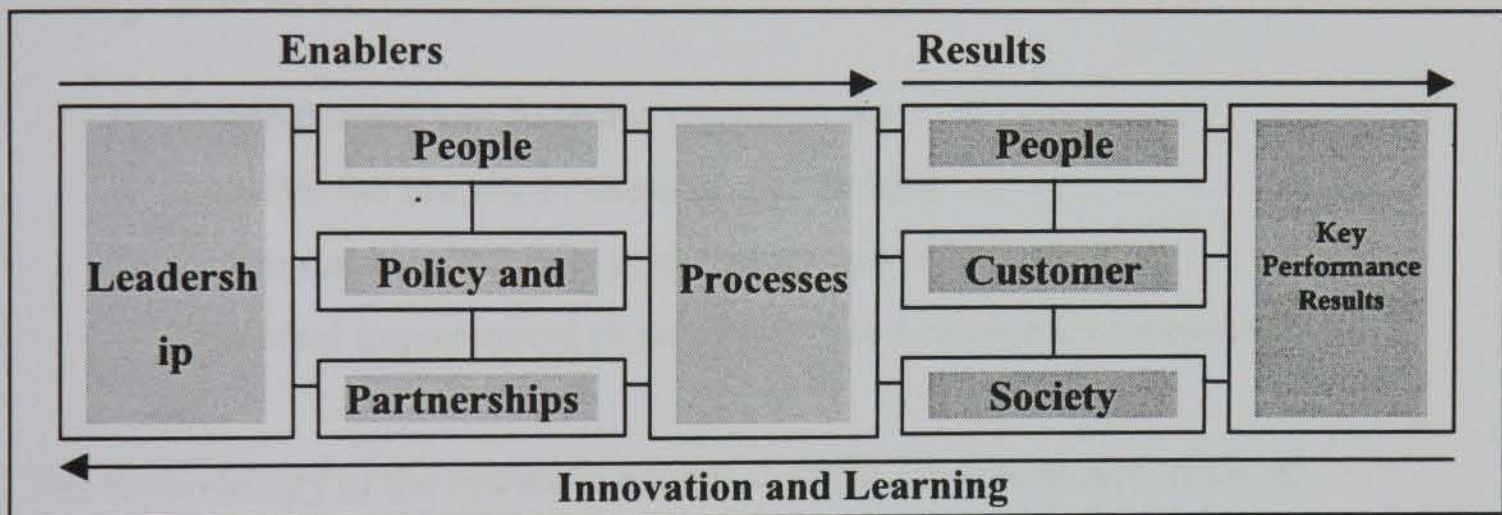 Enablers
Results
Leadersh
ip
People
Policy and
Partnerships
Processes
People
Customer
Society
Key
Performance
Results
Innovation and Learning